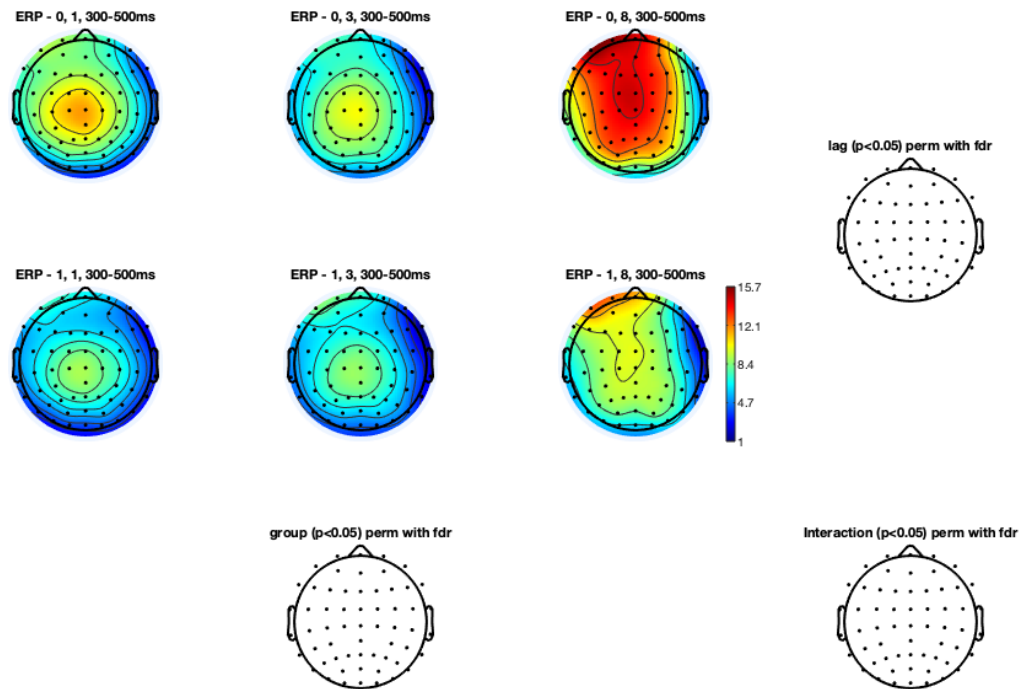 ERP - 0, 1, 300-500ms
ERP - 0, 3, 300-500ms
ERP - 0, 8, 300-500ms
lag (p<0.05) perm with fdr
ERP - 1, 1, 300-500ms
ERP - 1, 3, 300-500ms
ERP - 1, 8, 300-500ms
15.7
12.1
8.4
4.7
1
group (p<0.05) perm with fdr
Interaction (p<0.05) perm with fdr